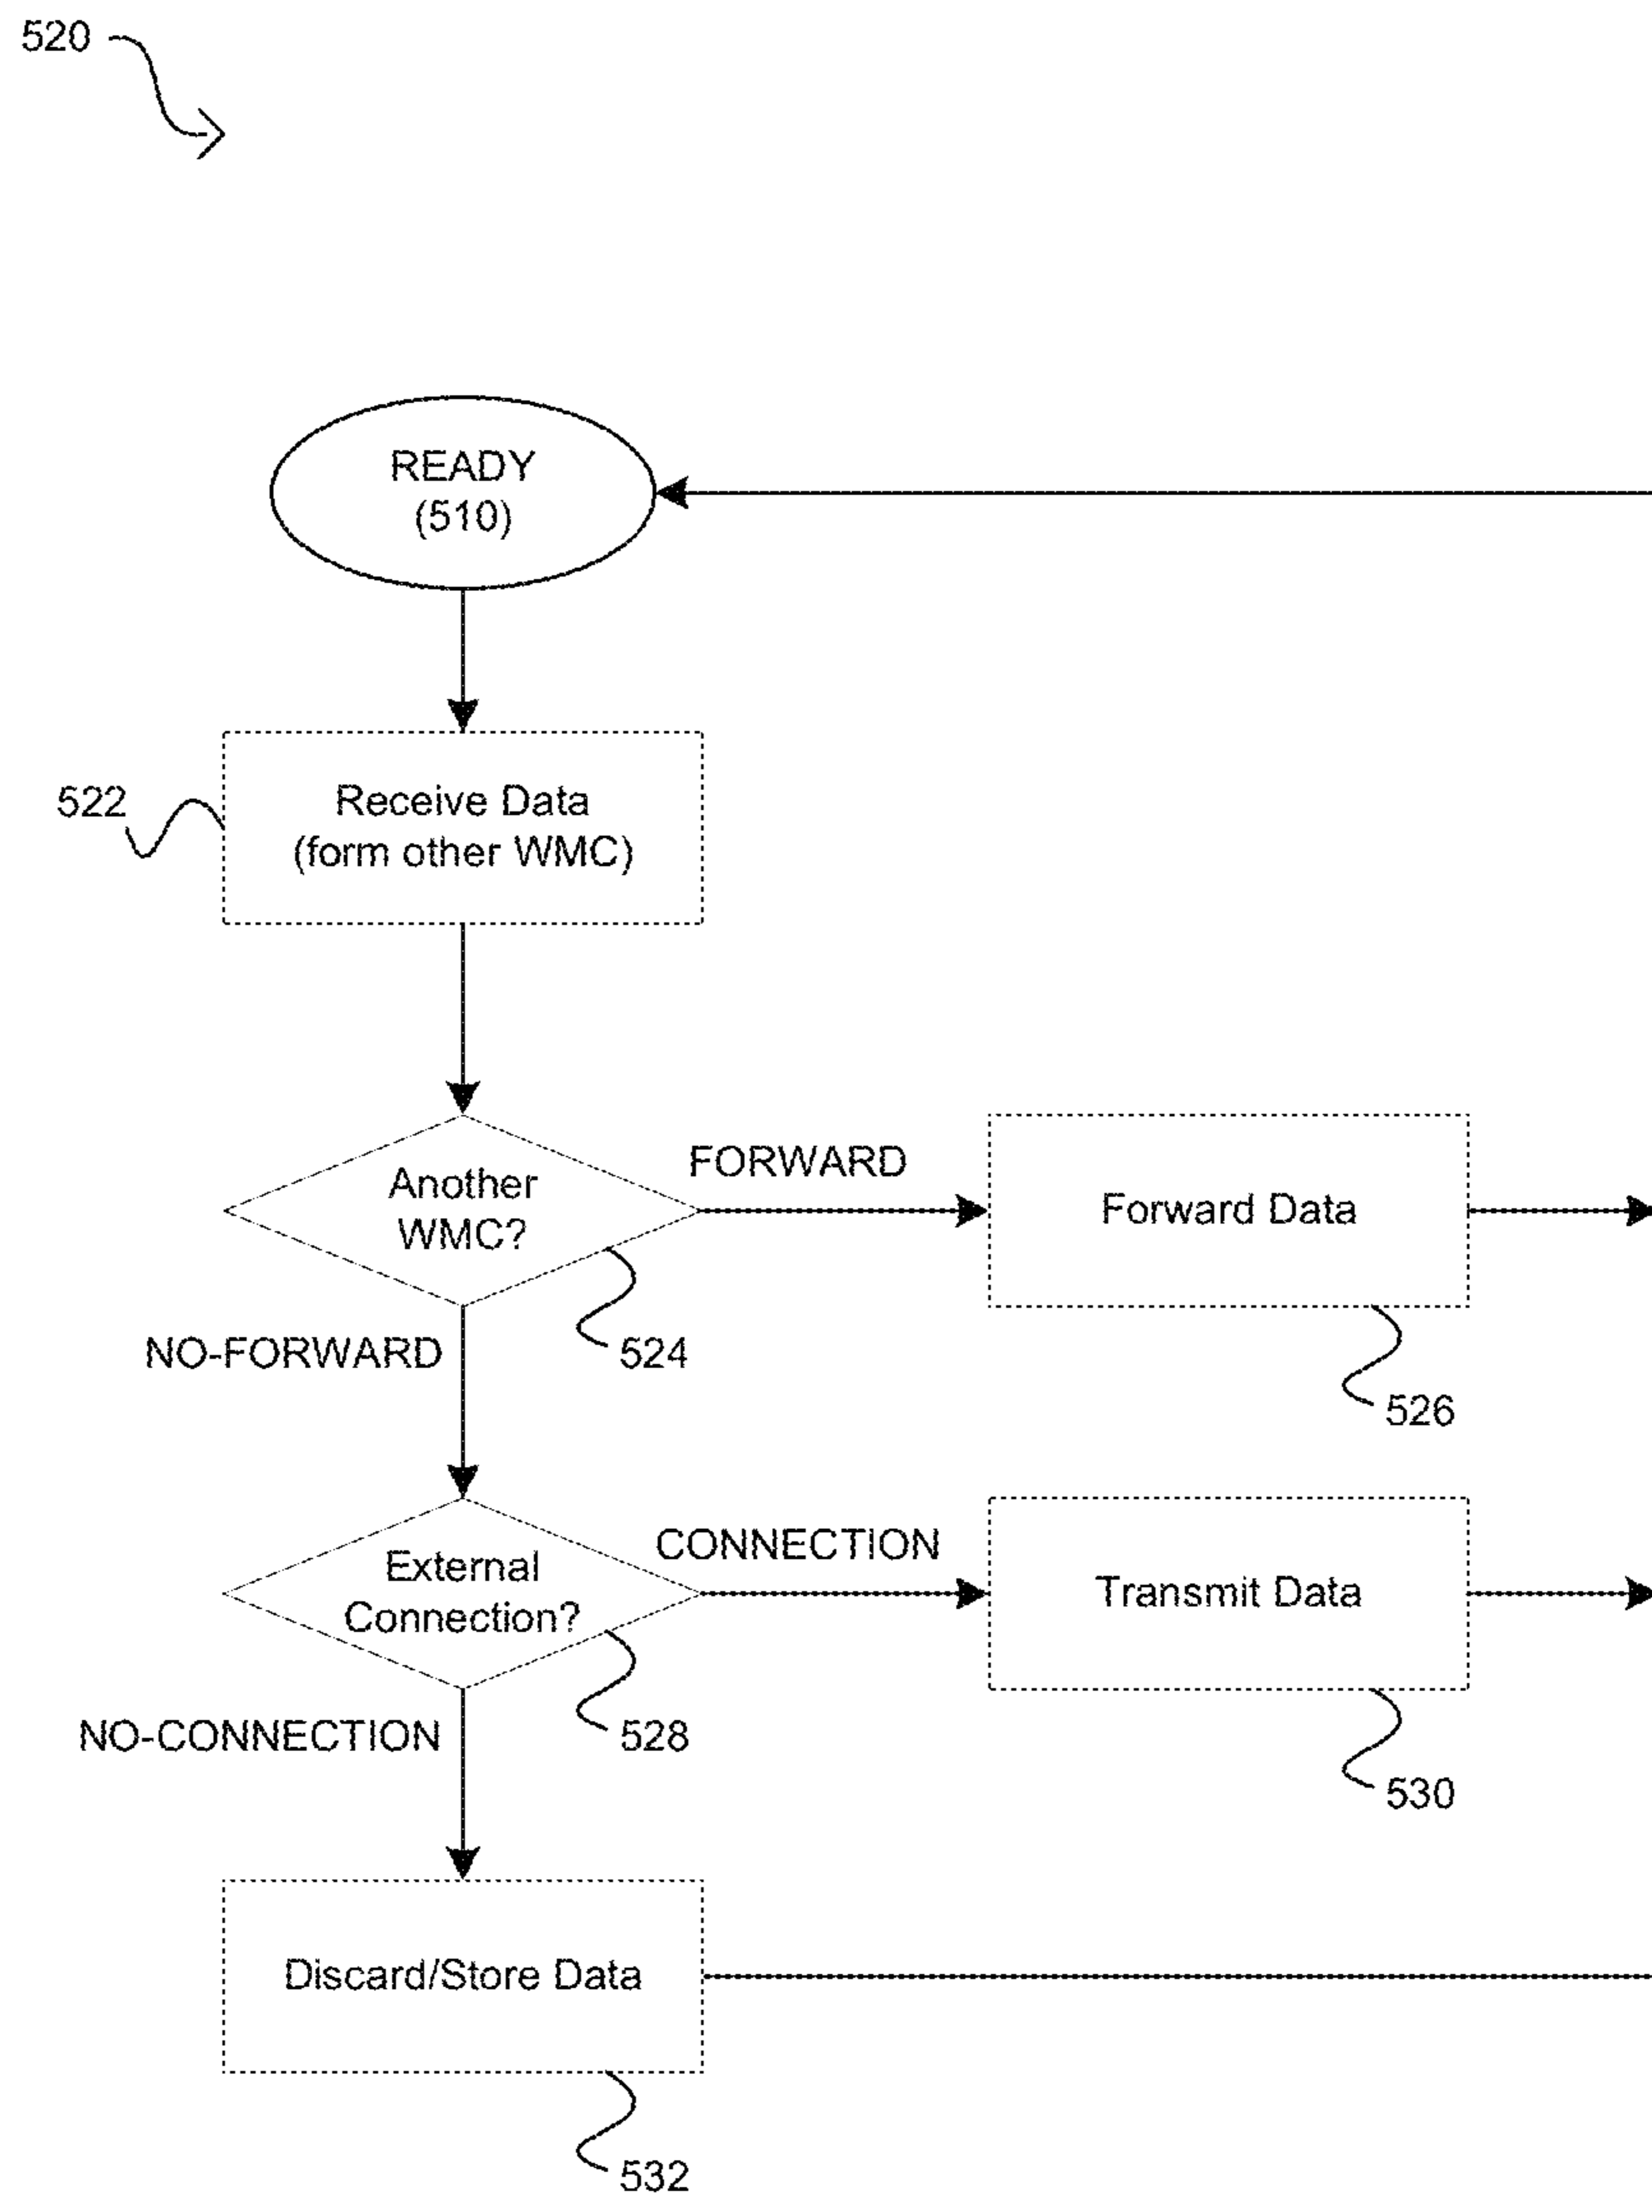 520
READY
(510)
522
Receive Data
(form other WMC)
Another
WMC?
FORWARD
Forward Data
524
NO-FORWARD
526
External
Connection?
CONNECTION
Transmit Data
528
NO-CONNECTION
530
Discard/Store Data
532